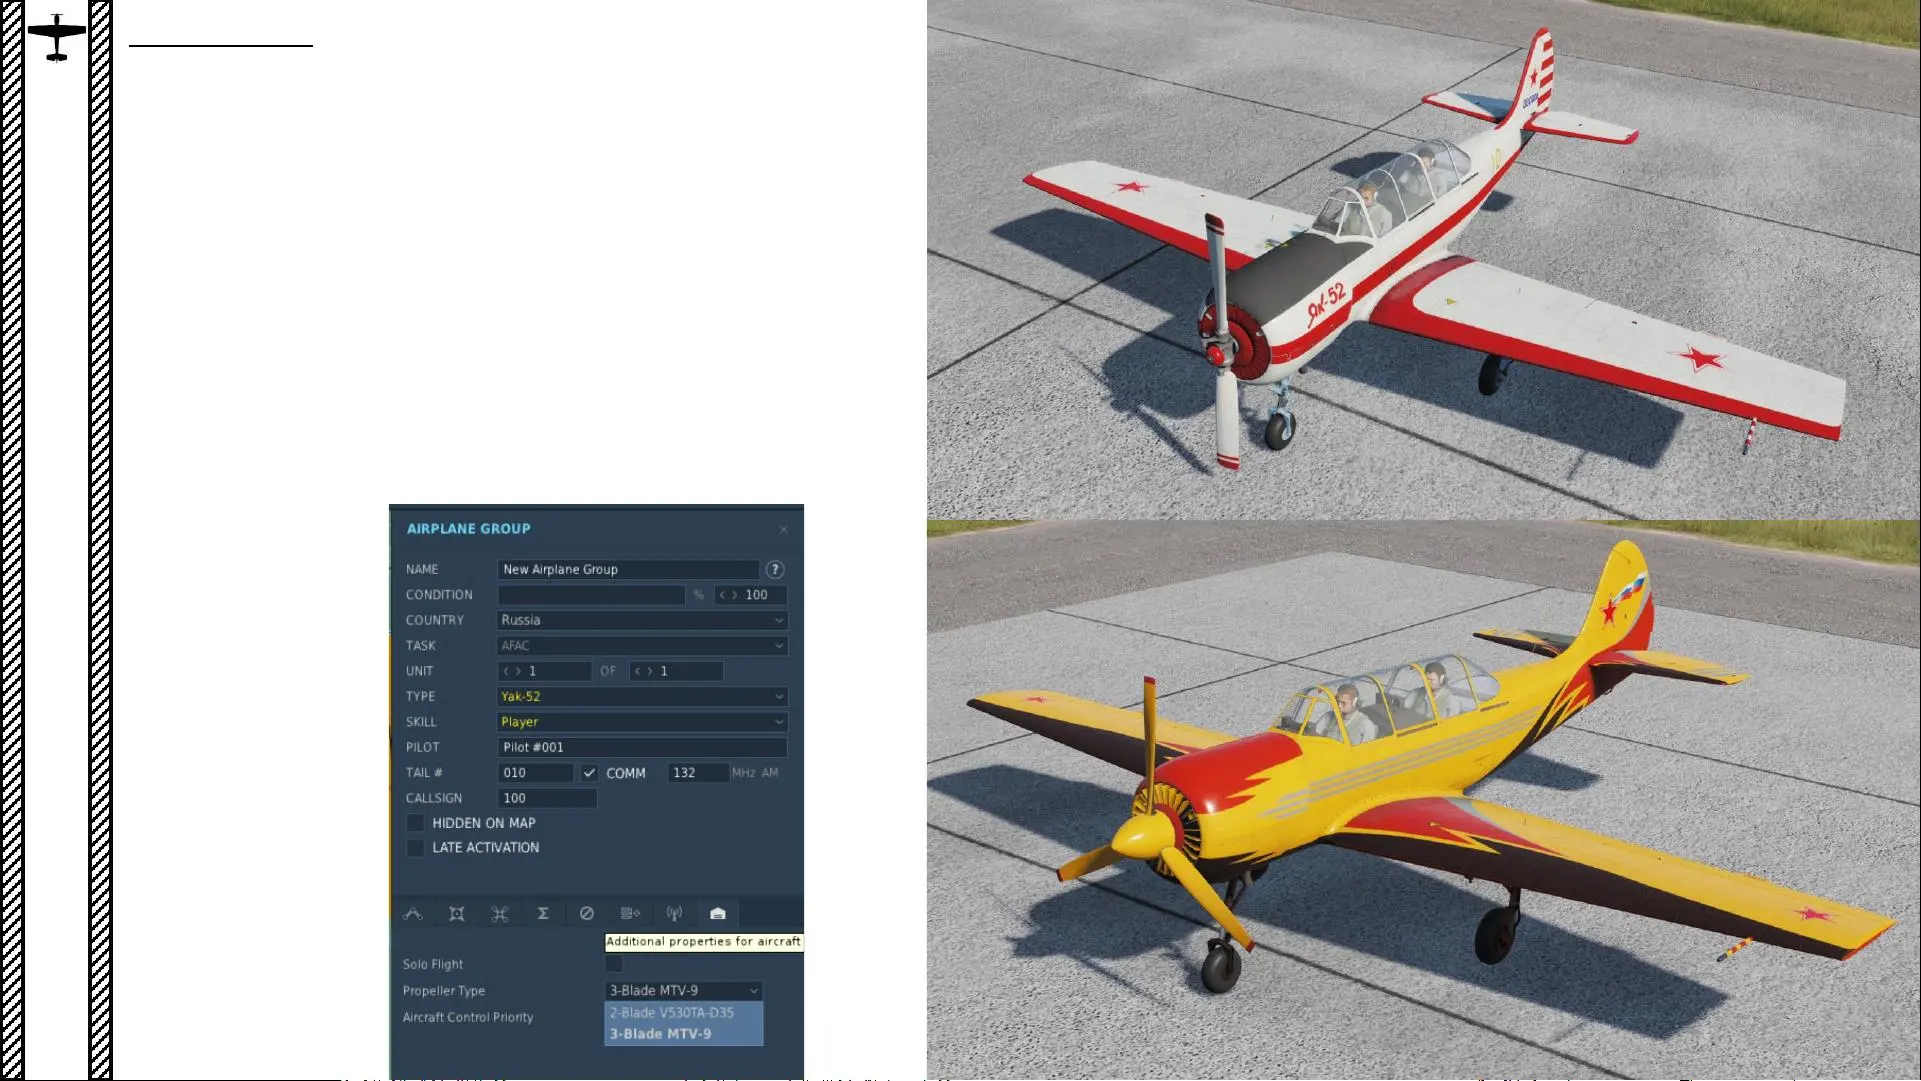 AIRPLANE GROUP ×
NAME New Airplane Group ?
CONDITION % < > 100
COUNTRY Russia
TASK AFAC
UNIT < > 1 OF < > 1
TYPE Yak-52
SKILL Player
PILOT Pilot #001
TAIL # 010 COMM 132 MHz AM
CALLSIGN 100
HIDDEN ON MAP
LATE ACTIVATION
Additional properties for aircraft
Solo Flight
Propeller Type 3-Blade MTV-9
2-Blade V530TA-D35
Aircraft Control Priority
3-Blade MTV-9
Як-52